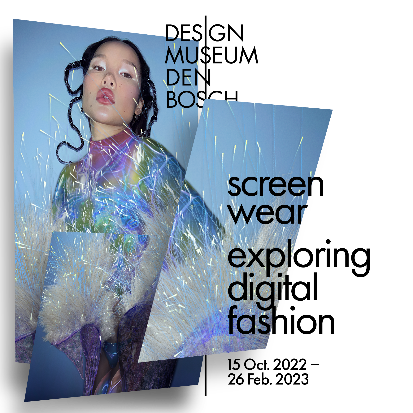 DESIGN
MUSEUM
DEN
BOSCH
screen
wear
exploring
digital
fashion
15 Oct. 2022 –
26 Feb. 2023